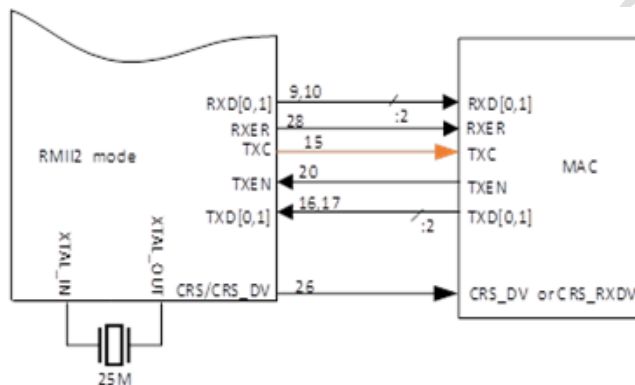 9,10
RXD[0,1] :2 RXD[0,1]
RXER 28 RXER
TXC 15 TXC
RMII2 mode MAC
TXEN 20 TXEN
16,17
TXD[0,1] :2 TXD[0,1]
XTAL_IN
XTAL_OUT
CRS/CRS_DV 26 CRS_DV or CRS_RXDV
25M